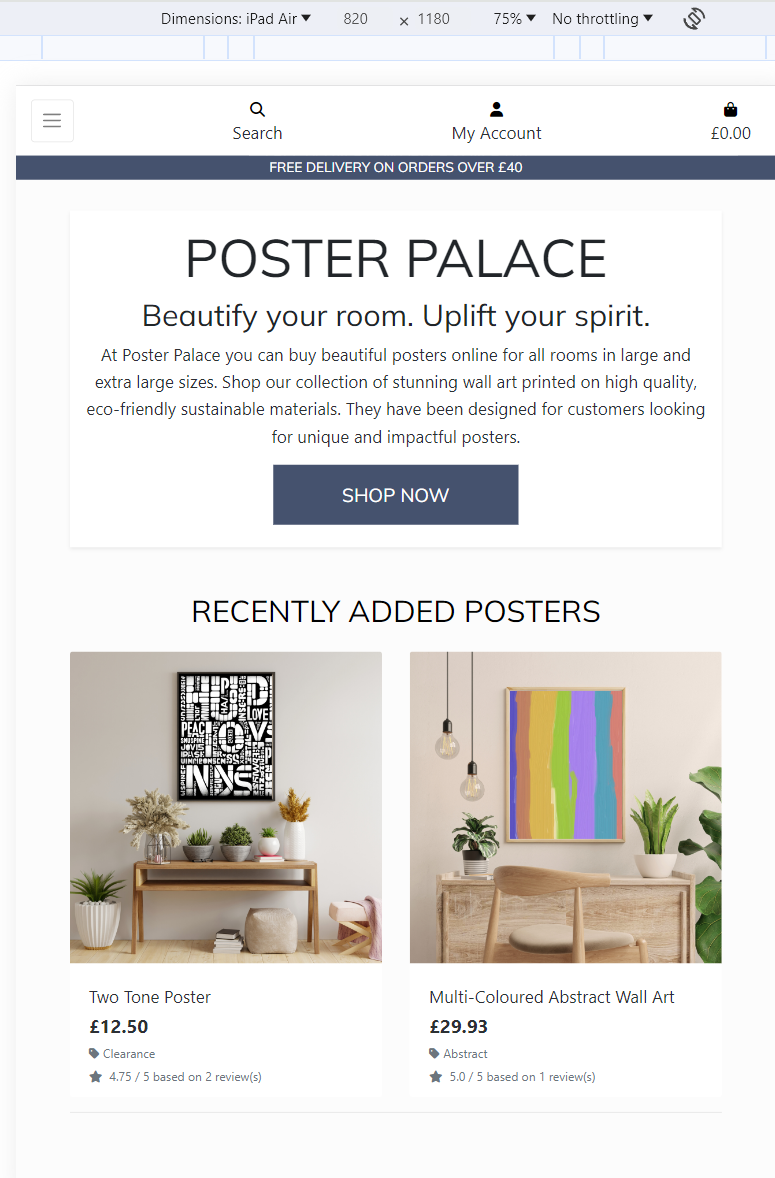 Dimensions: iPad Air 820 × 1180 75% No throttling
Search My Account £0.00
FREE DELIVERY ON ORDERS OVER £40
POSTER PALACE
Beautify your room. Uplift your spirit.
At Poster Palace you can buy beautiful posters online for all rooms in large and
extra large sizes. Shop our collection of stunning wall art printed on high quality,
eco-friendly sustainable materials. They have been designed for customers looking
for unique and impactful posters.
SHOP NOW
RECENTLY ADDED POSTERS
LOVE
Two Tone Poster
£12.50
Clearance
4.75 / 5 based on 2 review(s)
Multi-Coloured Abstract Wall Art
£29.93
Abstract
5.0 / 5 based on 1 review(s)